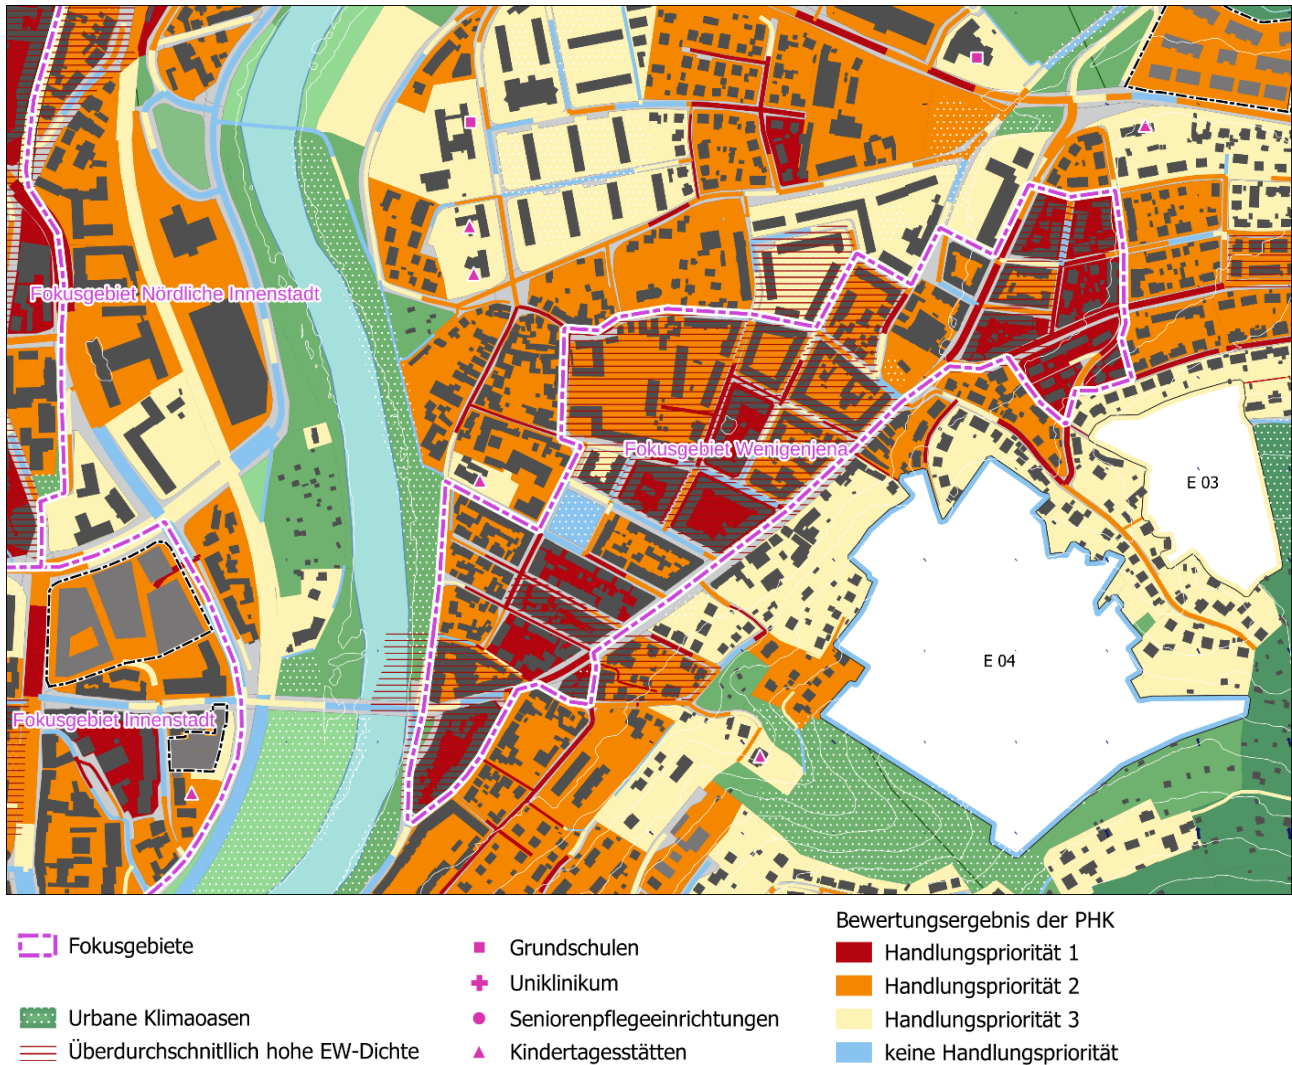 Fokusgebiet Nördliche Innenstadt
Fokusgebiet Wenigenjena
E 03
E 04
Fokusgebiet Innenstadt
Fokusgebiete
Urbane Klimaoasen
Überdurchschnitllich hohe EW-Dichte
Grundschulen
Uniklinikum
Seniorenpflegeeinrichtungen
Kindertagesstätten
Bewertungsergebnis der PHK
Handlungspriorität 1
Handlungspriorität 2
Handlungspriorität 3
keine Handlungspriorität